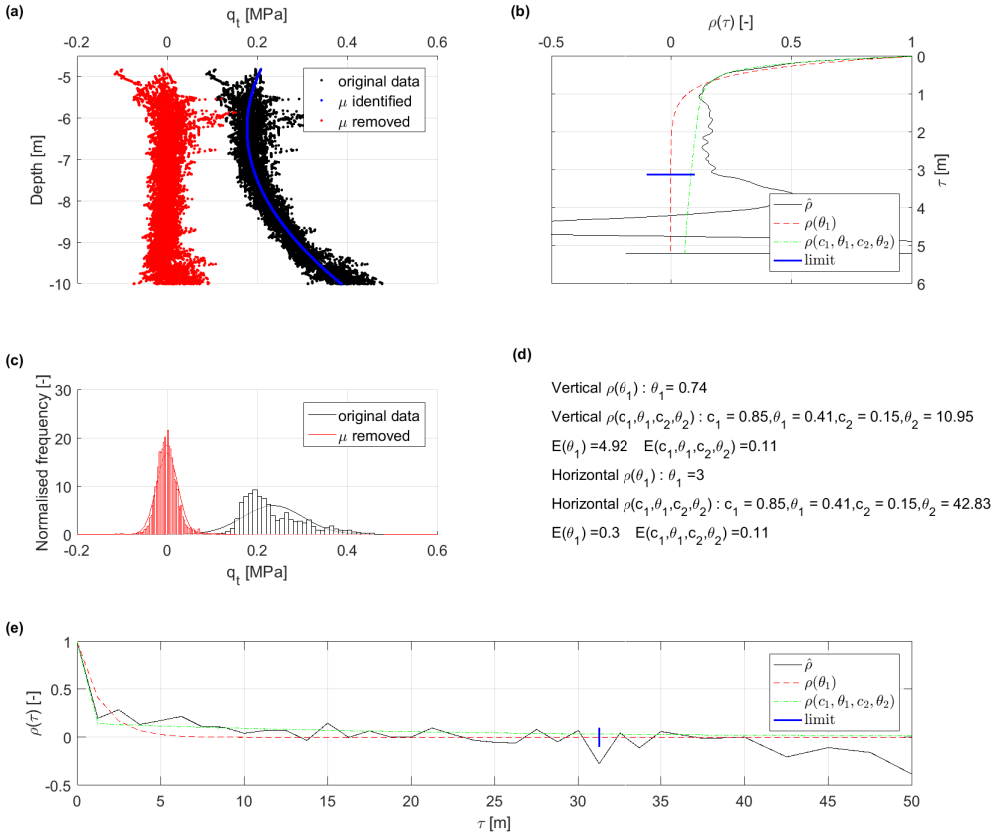 (a)
q_t [MPa]
-0.2 0 0.2 0.4 0.6
-5
-6
-7
-8
-9
-10
Depth [m]
original data
μ identified
μ removed
(b)
ρ(τ) [-]
-0.5 0 0.5 1
0
1
2
3
4
5
6
τ [m]
ρ̂
ρ(θ₁)
ρ(c₁, θ₁, c₂, θ₂)
limit
(c)
Normalised frequency [-]
30
20
10
0
-0.2 0 0.2 0.4 0.6
q_t [MPa]
original data
μ removed
(d)
Vertical ρ(θ₁) : θ₁= 0.74
Vertical ρ(c₁,θ₁,c₂,θ₂) : c₁ = 0.85,θ₁ = 0.41,c₂ = 0.15,θ₂ = 10.95
E(θ₁) =4.92 E(c₁,θ₁,c₂,θ₂) =0.11
Horizontal ρ(θ₁) : θ₁ =3
Horizontal ρ(c₁,θ₁,c₂,θ₂) : c₁ = 0.85,θ₁ = 0.41,c₂ = 0.15,θ₂ = 42.83
E(θ₁) =0.3 E(c₁,θ₁,c₂,θ₂) =0.11
(e)
ρ(τ) [-]
1
0.5
0
-0.5
0 5 10 15 20 25 30 35 40 45 50
τ [m]
ρ̂
ρ(θ₁)
ρ(c₁, θ₁, c₂, θ₂)
limit